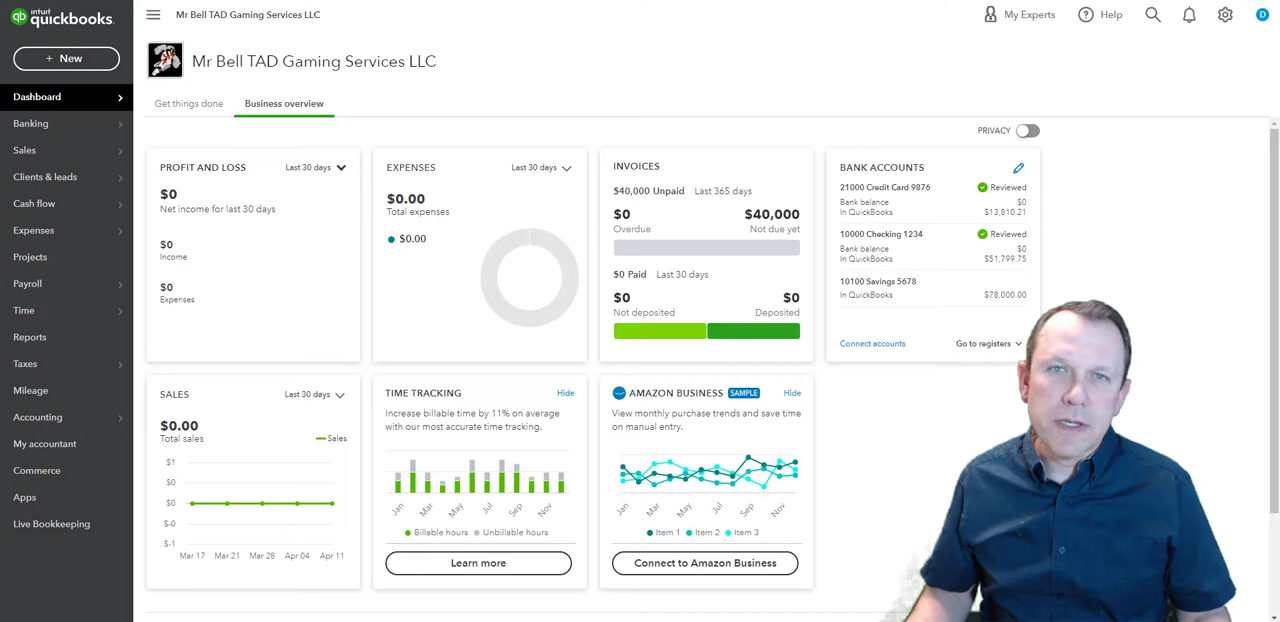 intuit
quickbooks.
Mr Bell TAD Gaming Services LLC
My Experts
Help
D
+ New
Mr Bell TAD Gaming Services LLC
Dashboard
Banking
Sales
Clients & leads
Cash flow
Expenses
Projects
Payroll
Time
Reports
Taxes
Mileage
Accounting
My accountant
Commerce
Apps
Live Bookkeeping
Get things done
Business overview
PRIVACY
PROFIT AND LOSS
Last 30 days
$0
Net income for last 30 days
$0
Income
$0
Expenses
EXPENSES
Last 30 days
$0.00
Total expenses
$0.00
INVOICES
$40,000 Unpaid Last 365 days
$0 $40,000
Overdue Not due yet
$0 Paid Last 30 days
$0 $0
Not deposited Deposited
BANK ACCOUNTS
21000 Credit Card 9876 Reviewed
Bank balance $0
In QuickBooks $13,810.21
10000 Checking 1234 Reviewed
Bank balance $0
In QuickBooks $51,799.75
10100 Savings 5678
In QuickBooks $78,000.00
Connect accounts Go to registers
SALES
Last 30 days
$0.00
Total sales
Sales
$1
$0
$0
$-0
$-1
Mar 17 Mar 21 Mar 28 Apr 04 Apr 11
TIME TRACKING Hide
Increase billable time by 11% on average
with our most accurate time tracking.
Jan Mar May Jul Sep Nov
Billable hours Unbillable hours
Learn more
AMAZON BUSINESS SAMPLE Hide
View monthly purchase trends and save time
on manual entry.
Jan Mar May Jul Sep Nov
Item 1 Item 2 Item 3
Connect to Amazon Business